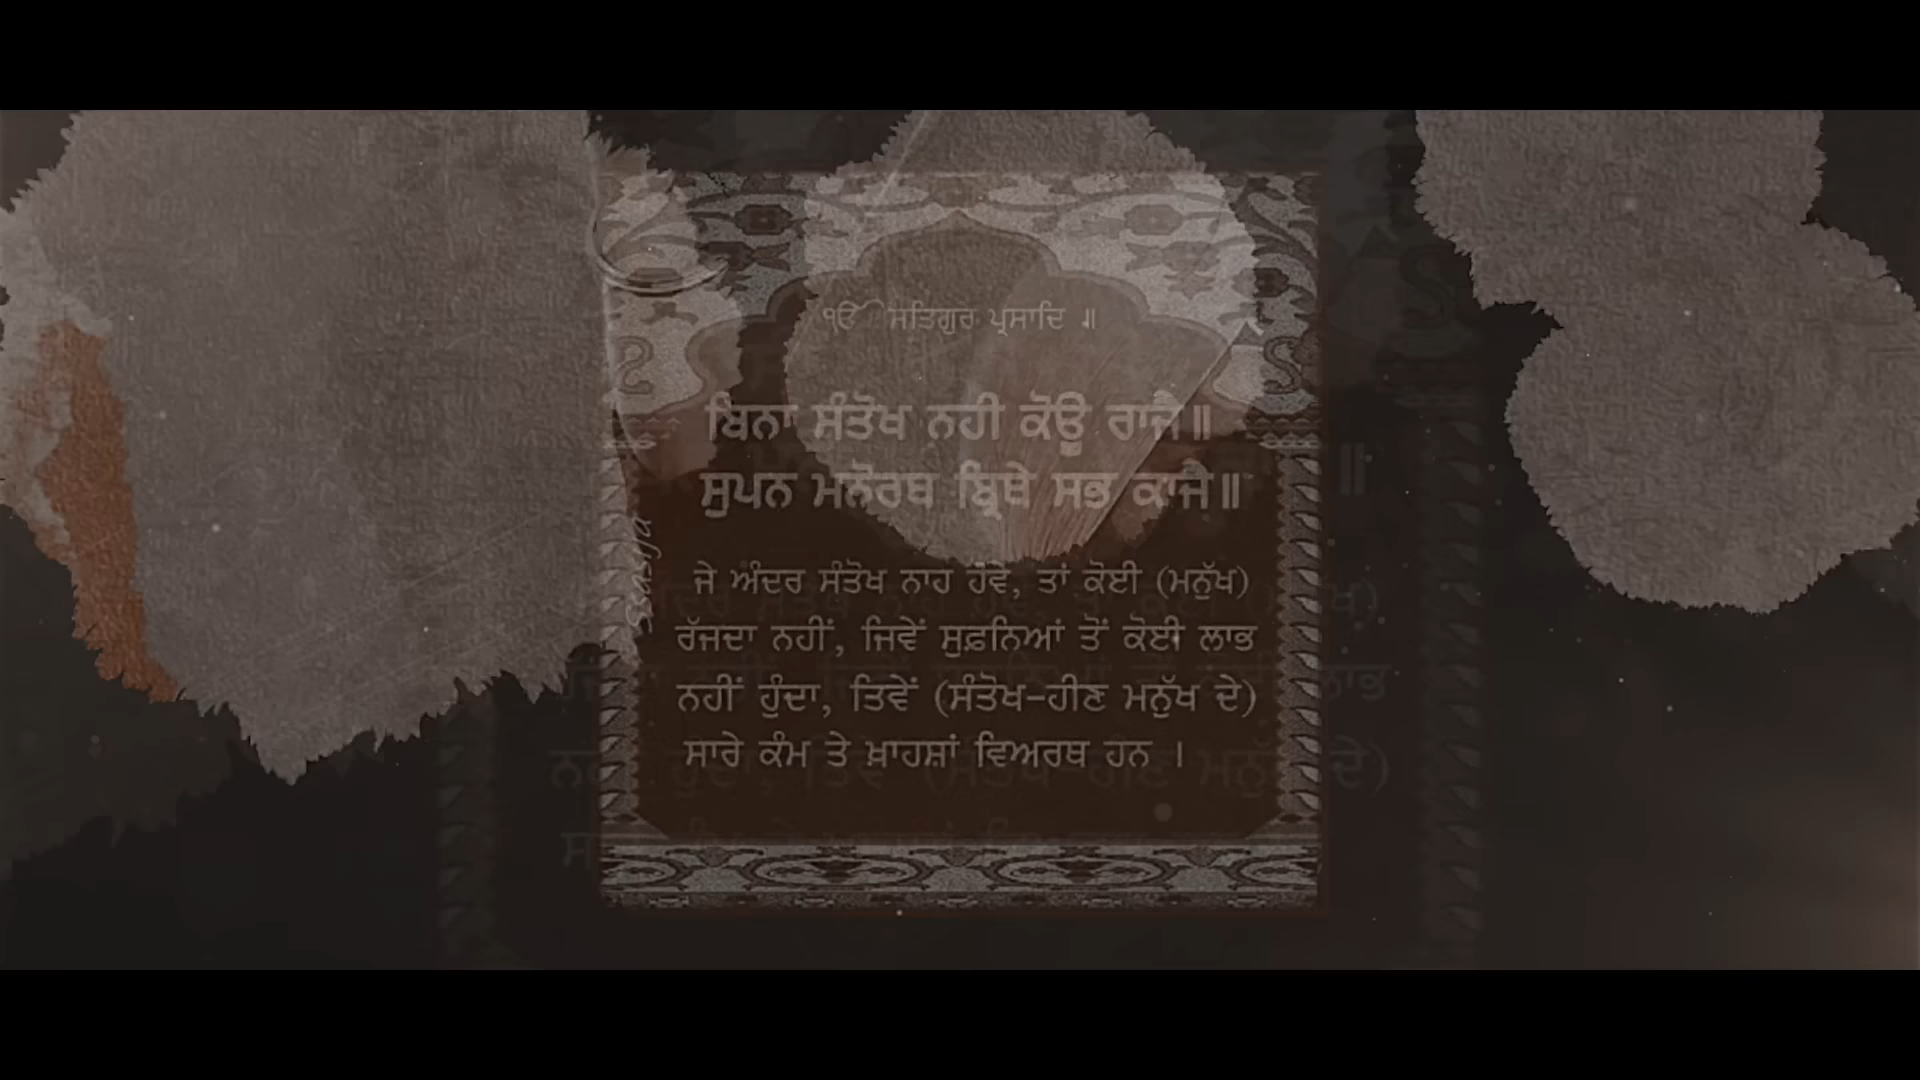 ੴ ਸਤਿਗੁਰ ਪ੍ਰਸਾਦਿ ॥
ਬਿਨਾ ਸੰਤੋਖ ਨਹੀ ਕੋਊ ਰਾਜੈ॥
ਸੁਪਨ ਮਨੋਰਥ ਬ੍ਰਿਥੇ ਸਭ ਕਾਜੈ॥
ਜੇ ਅੰਦਰ ਸੰਤੋਖ ਨਾਹ ਹੋਵੇ, ਤਾਂ ਕੋਈ (ਮਨੁੱਖ)
ਰੱਜਦਾ ਨਹੀਂ, ਜਿਵੇਂ ਸੁਫ਼ਨਿਆਂ ਤੋਂ ਕੋਈ ਲਾਭ
ਨਹੀਂ ਹੁੰਦਾ, ਤਿਵੇਂ (ਸੰਤੋਖ-ਹੀਣ ਮਨੁੱਖ ਦੇ)
ਸਾਰੇ ਕੰਮ ਤੇ ਖ਼ਾਹਸ਼ਾਂ ਵਿਅਰਥ ਹਨ ।